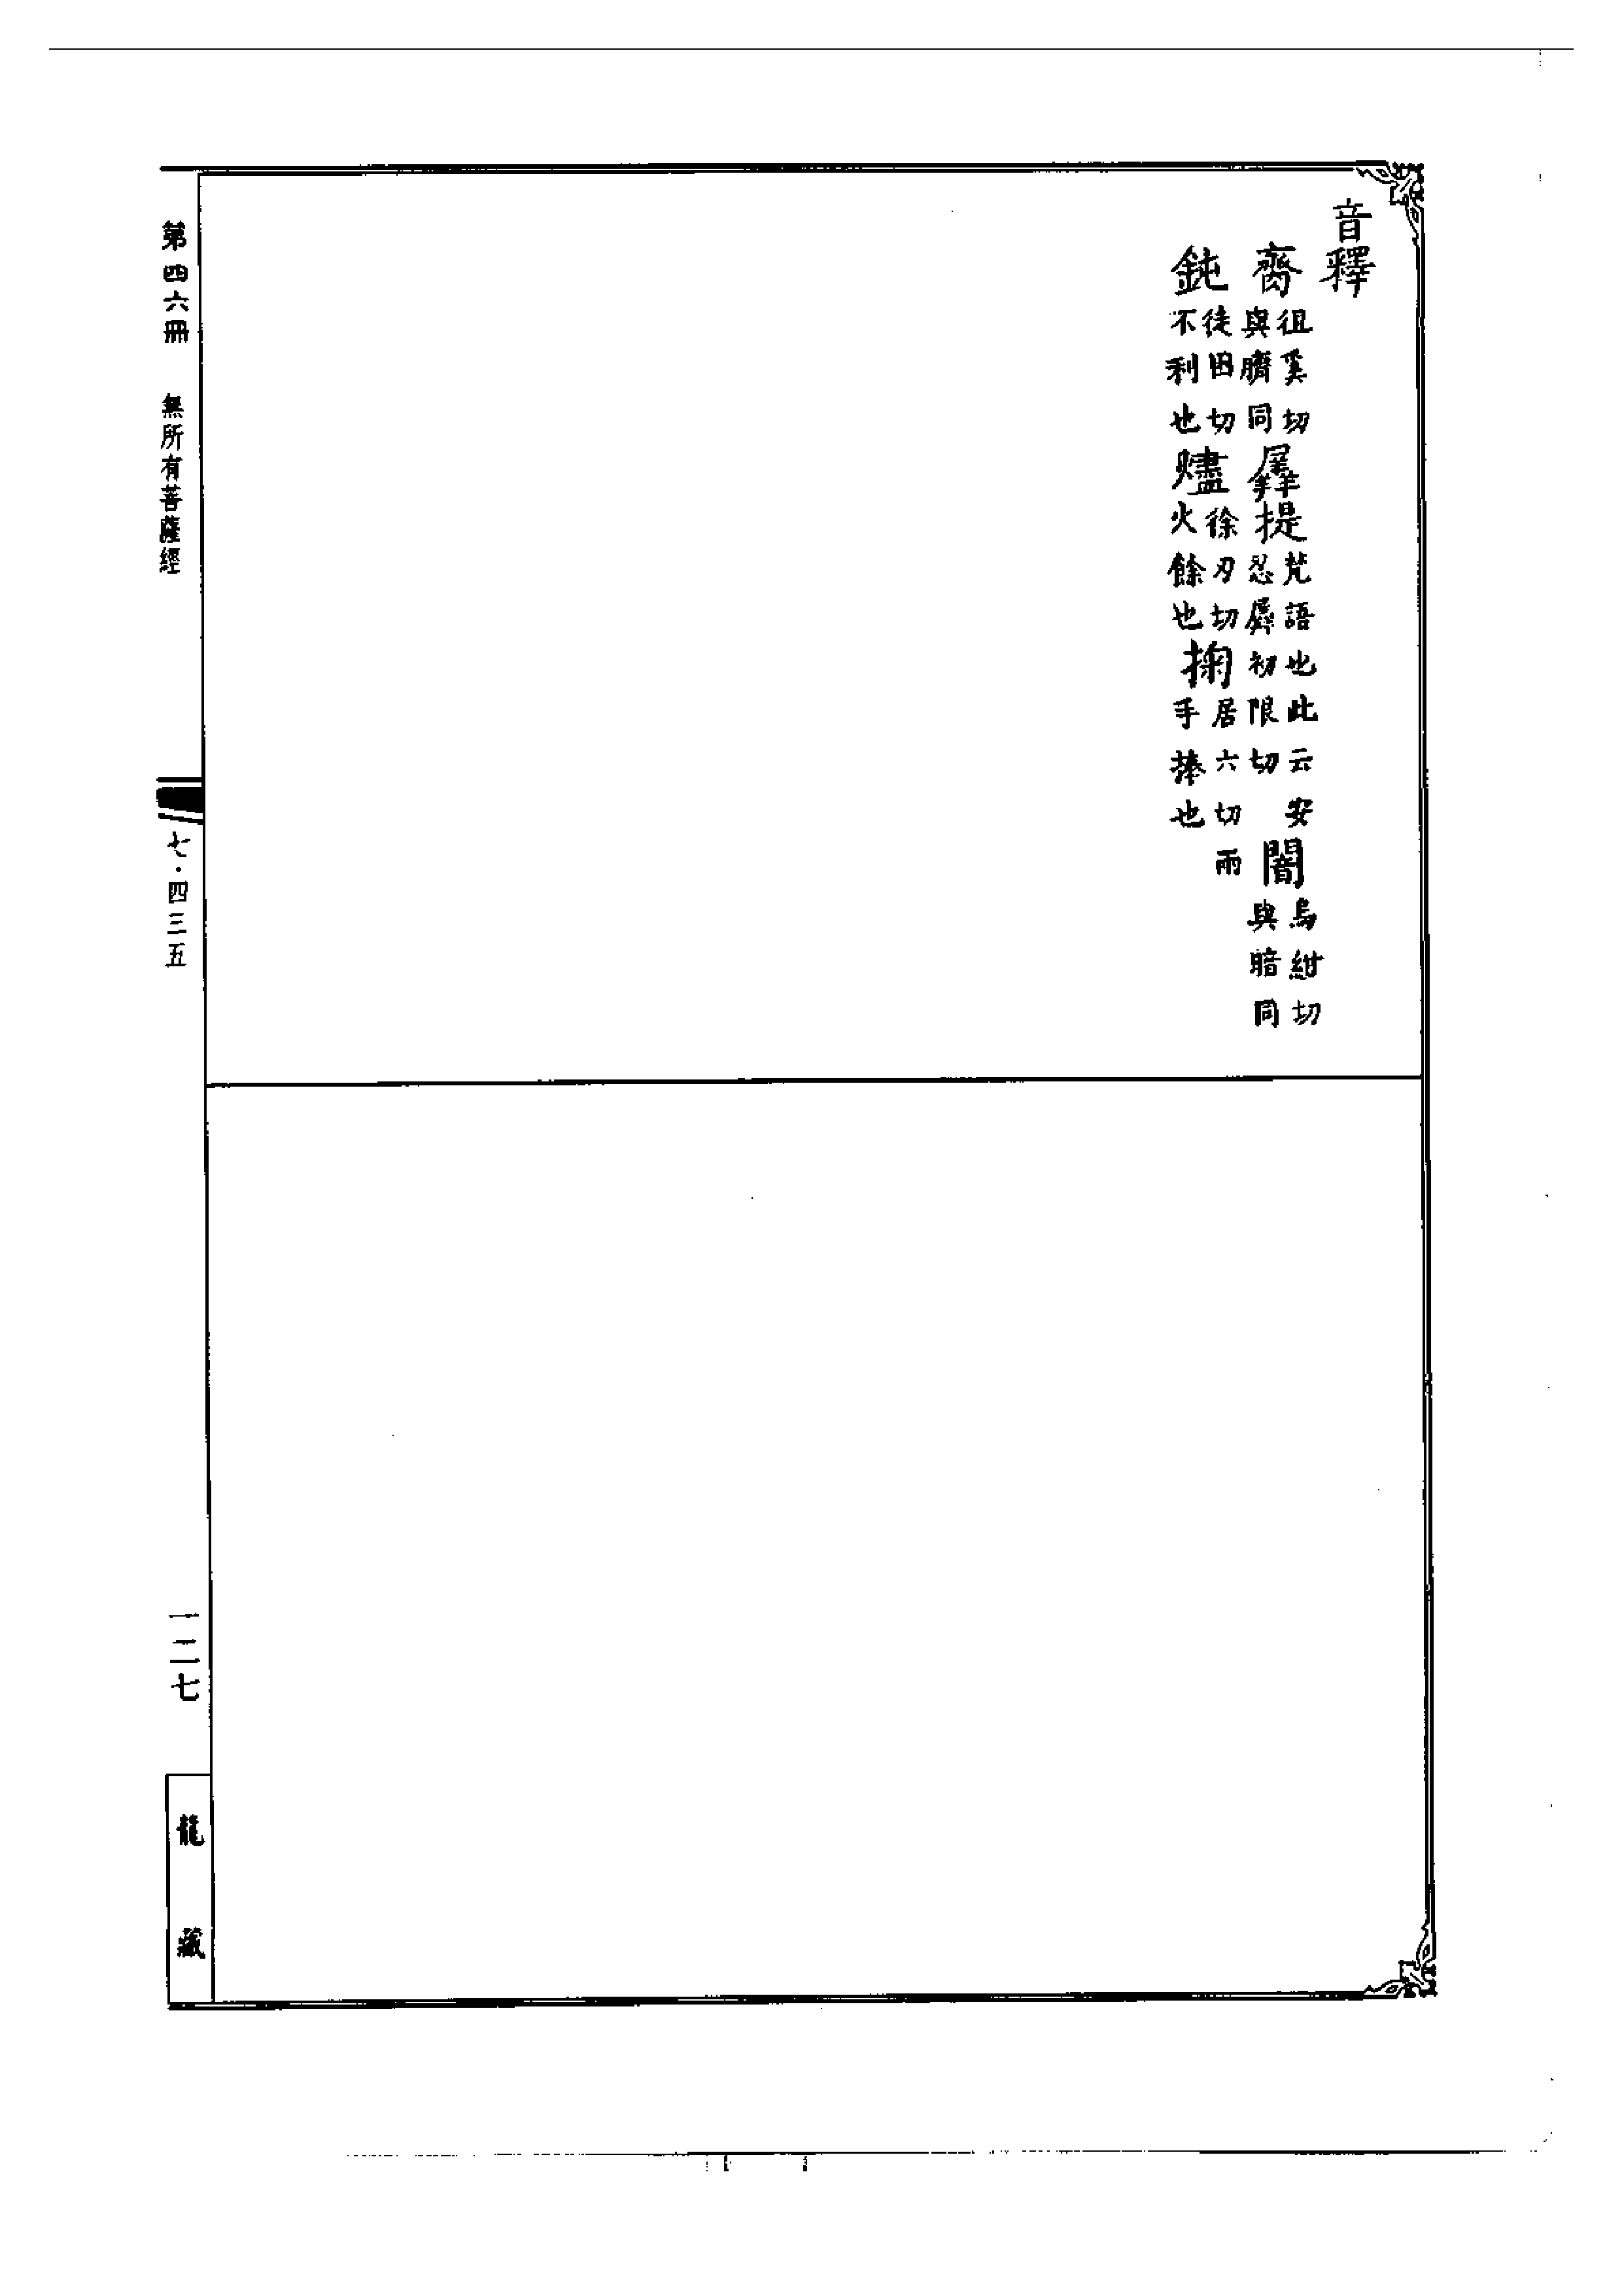 音釋
齌徂奚切與臍同羼提梵語也此云安忍羼初限切闇烏紺切與暗同
鈍徒困切不利也燼徐刃切火餘也掬居六切兩手捧也
第四六冊 無所有菩薩經 七·四三五 一二七 龍藏